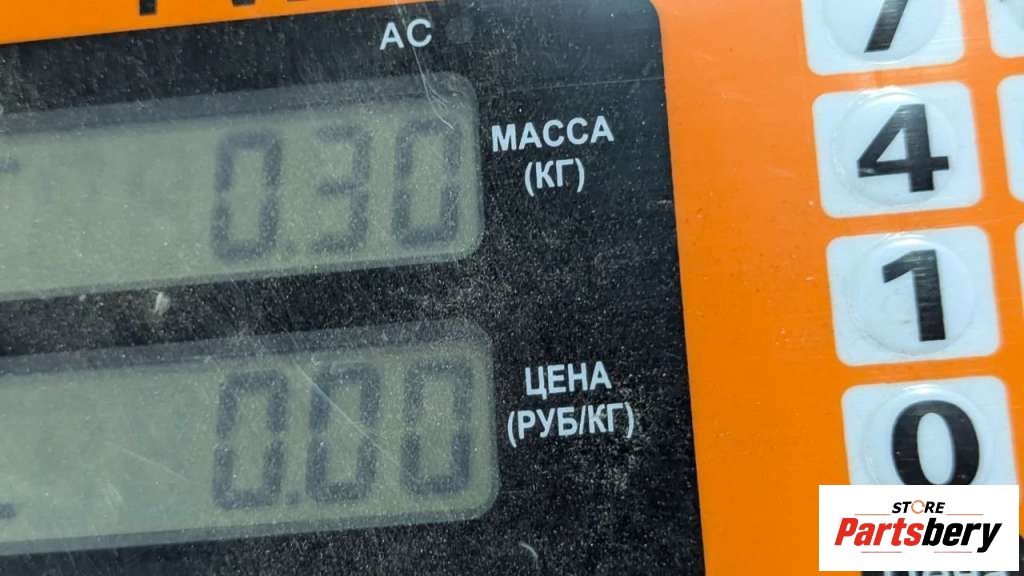 AC
0.30
МАССА
(КГ)
0.00
ЦЕНА
(РУБ/КГ)
7
4
1
0
STORE
Partsbery